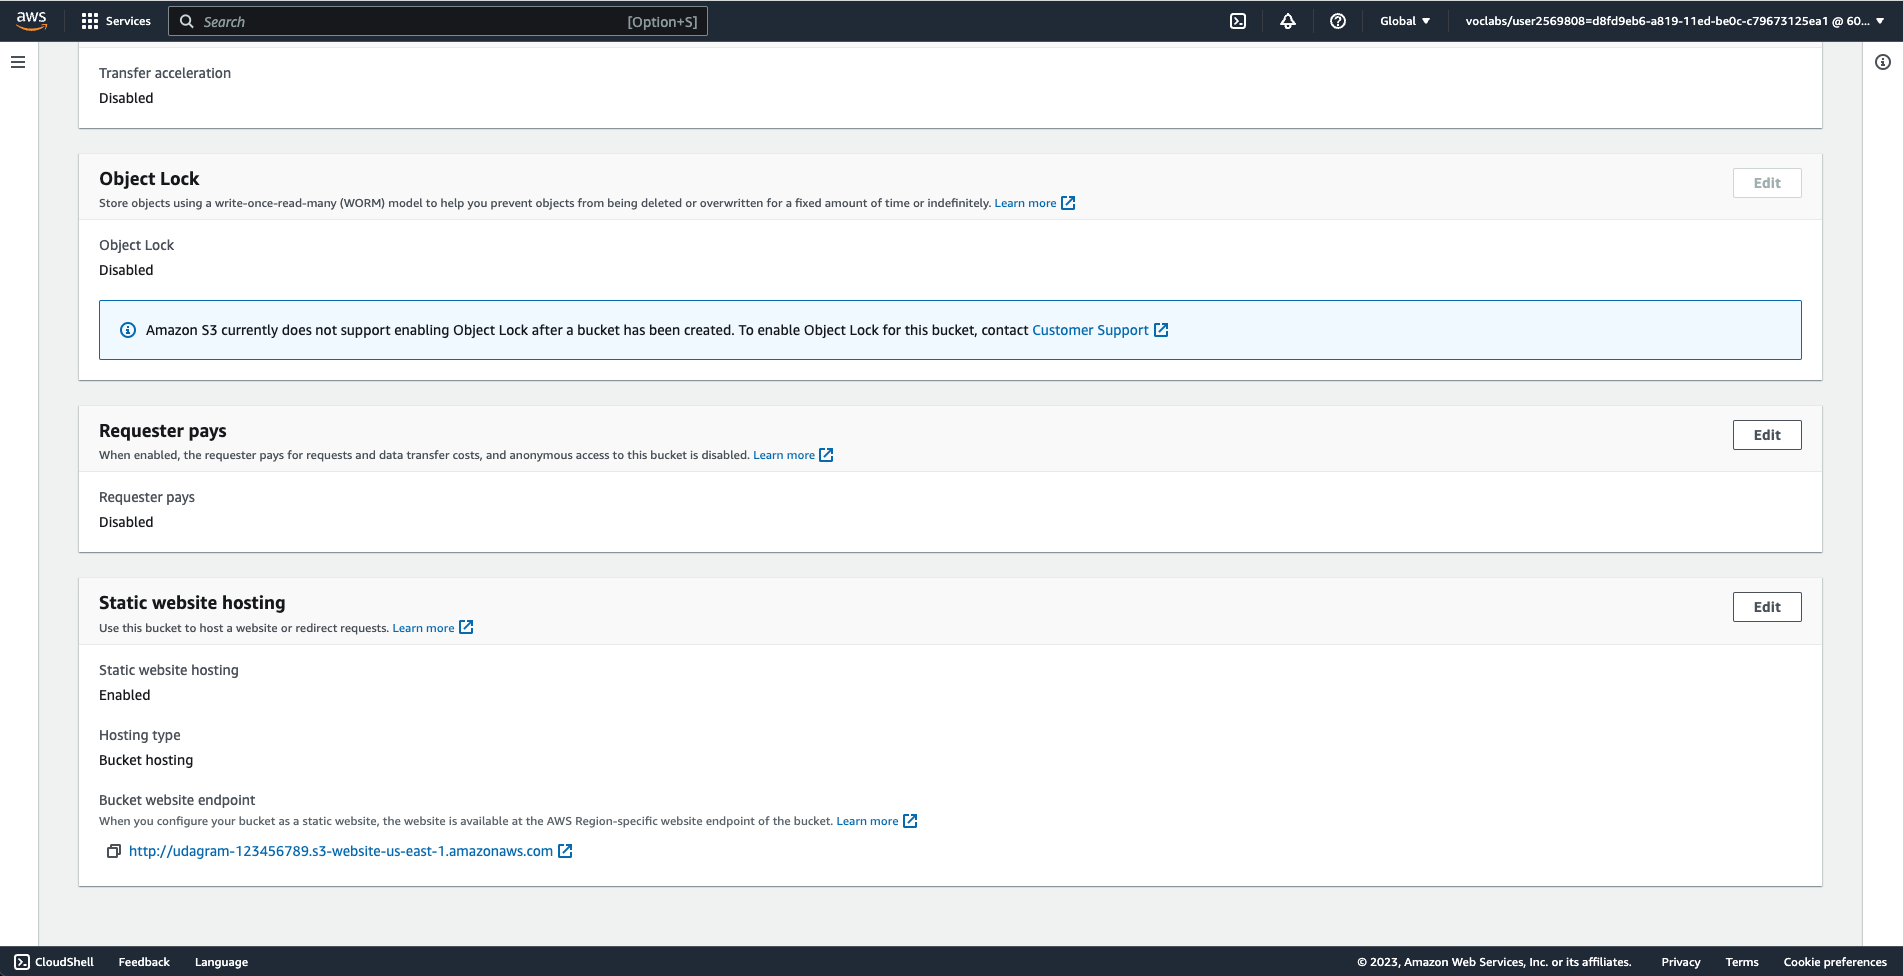 aws
Services
Search
[Option+S]
Global
voclabs/user2569808=d8fd9eb6-a819-11ed-be0c-c79673125ea1 @ 60...
Transfer acceleration
Disabled
Object Lock
Edit
Store objects using a write-once-read-many (WORM) model to help you prevent objects from being deleted or overwritten for a fixed amount of time or indefinitely. Learn more
Object Lock
Disabled
Amazon S3 currently does not support enabling Object Lock after a bucket has been created. To enable Object Lock for this bucket, contact Customer Support
Requester pays
Edit
When enabled, the requester pays for requests and data transfer costs, and anonymous access to this bucket is disabled. Learn more
Requester pays
Disabled
Static website hosting
Edit
Use this bucket to host a website or redirect requests. Learn more
Static website hosting
Enabled
Hosting type
Bucket hosting
Bucket website endpoint
When you configure your bucket as a static website, the website is available at the AWS Region-specific website endpoint of the bucket. Learn more
http://udagram-123456789.s3-website-us-east-1.amazonaws.com
CloudShell
Feedback
Language
© 2023, Amazon Web Services, Inc. or its affiliates.
Privacy
Terms
Cookie preferences